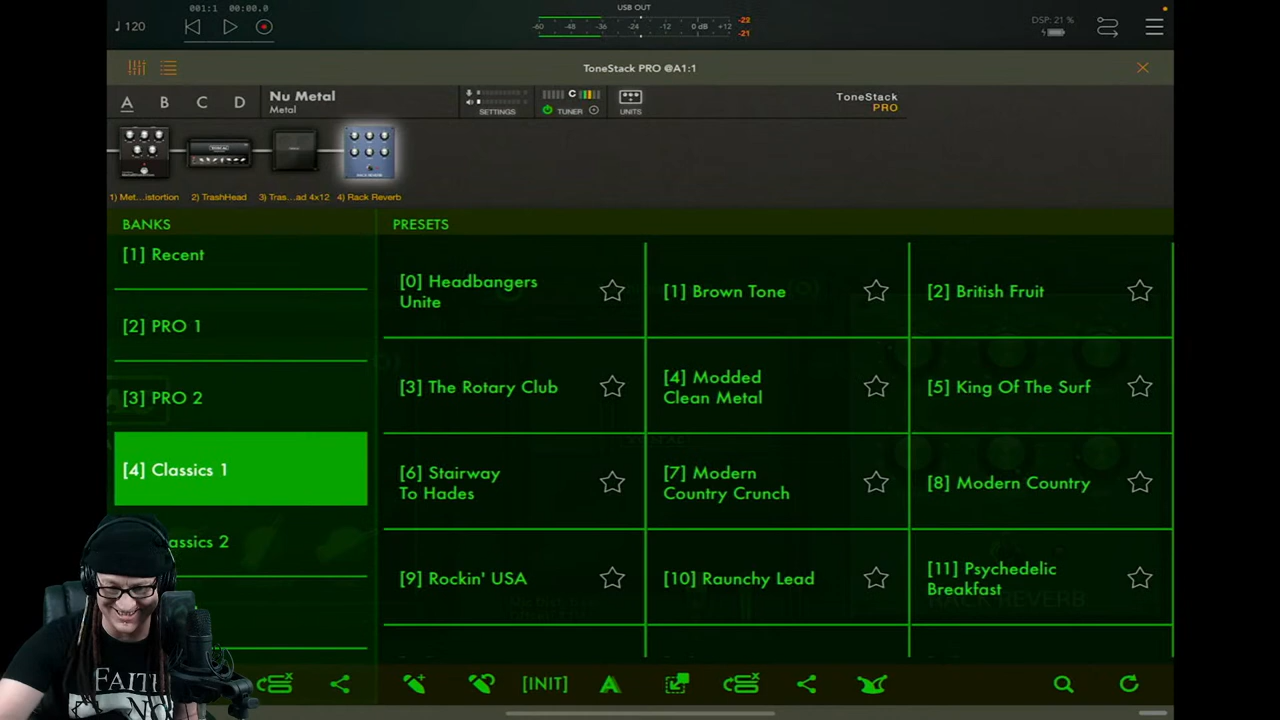 001:1 00:00.0
♩ 120
USB OUT
-60 -48 -36 -24 -12 0 dB +12
-22
-21
DSP: 21 %
ToneStack PRO @A1:1
A B C D
Nu Metal
Metal
SETTINGS
C
TUNER
UNITS
ToneStack
PRO
1) Met...istortion
2) TrashHead
3) Tras...ad 4x12
4) Rack Reverb
BANKS
[1] Recent
[2] PRO 1
[3] PRO 2
[4] Classics 1
assics 2
PRESETS
[0] Headbangers
Unite
[1] Brown Tone
[2] British Fruit
[3] The Rotary Club
[4] Modded
Clean Metal
[5] King Of The Surf
[6] Stairway
To Hades
[7] Modern
Country Crunch
[8] Modern Country
[9] Rockin' USA
[10] Raunchy Lead
[11] Psychedelic
Breakfast
RACK REVERB
[INIT]
FAITH
NO